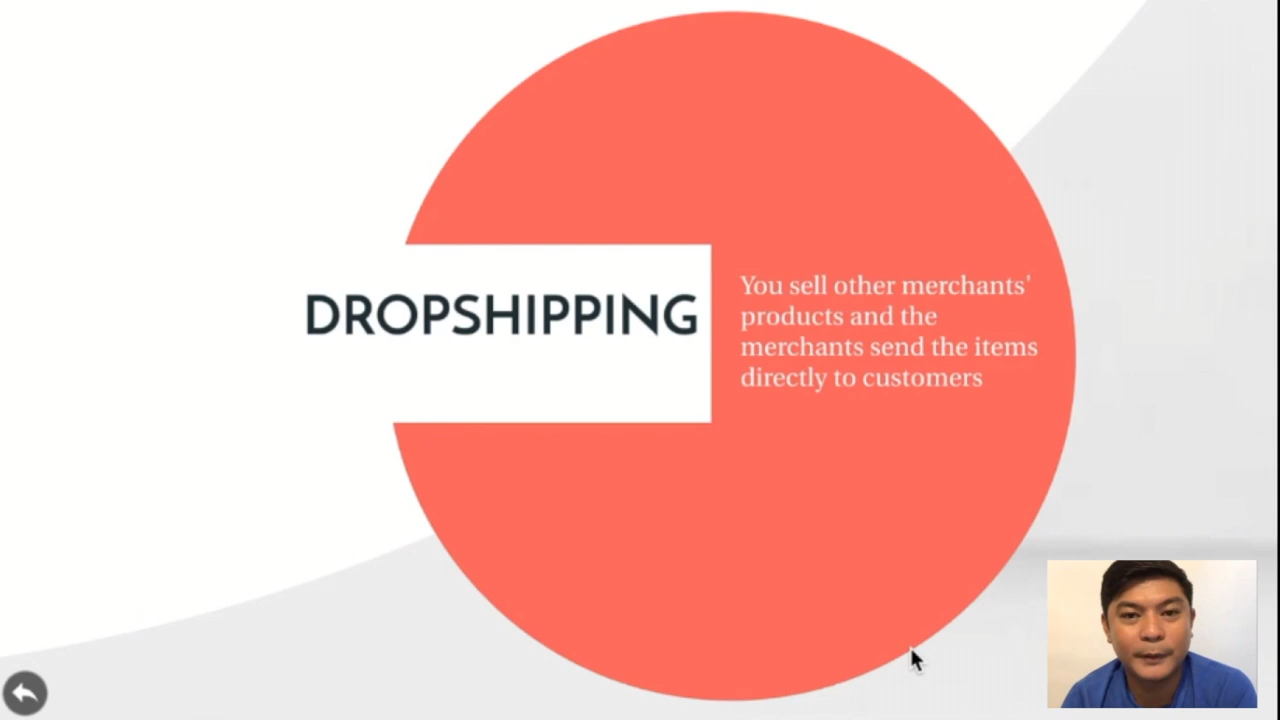 DROPSHIPPING
You sell other merchants'
products and the
merchants send the items
directly to customers